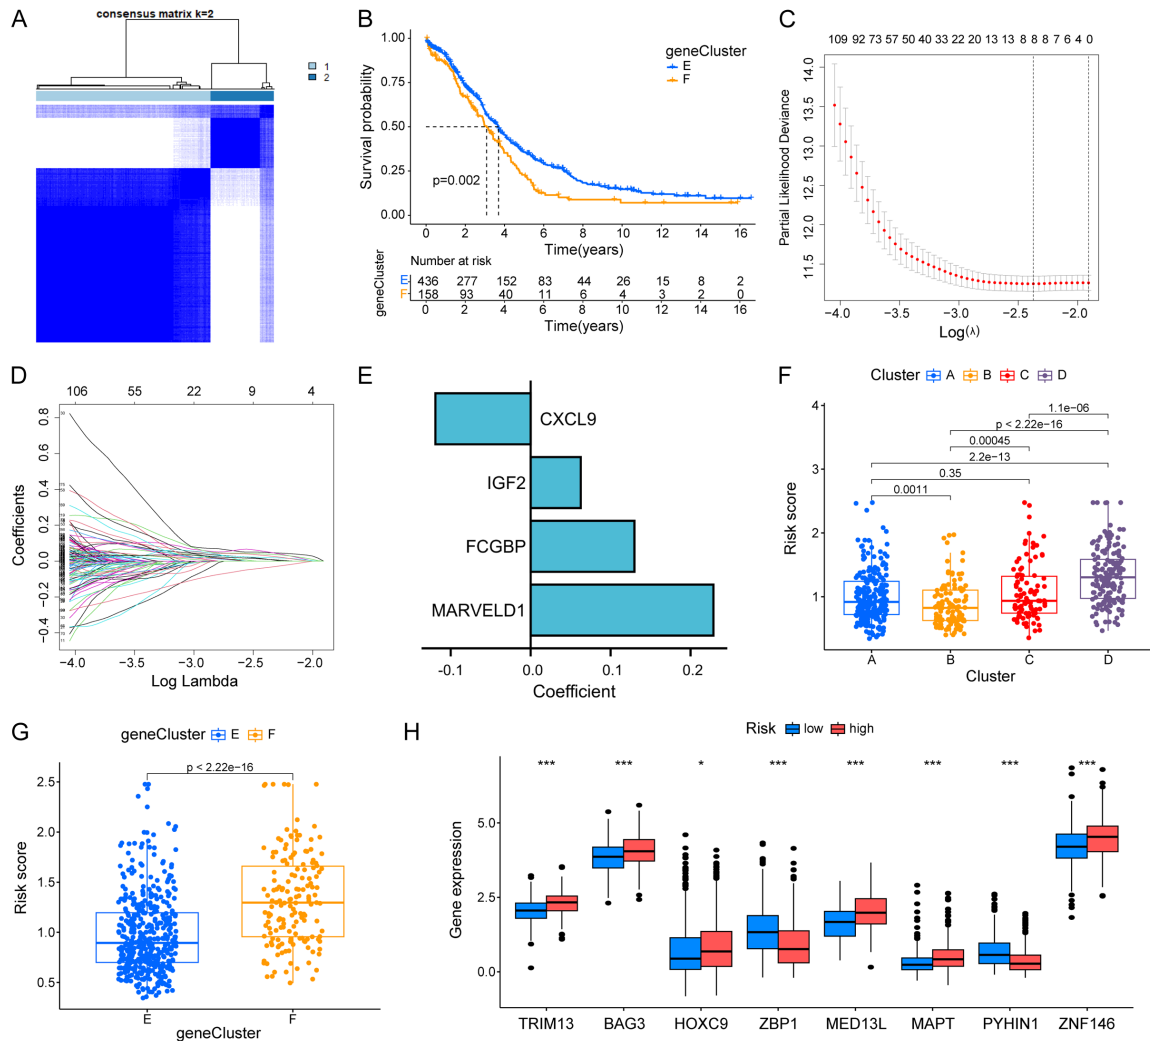 A
consensus matrix k=2
1
2
B
geneCluster
E
F
Survival probability
1.00
0.75
0.50
0.25
0.00
p=0.002
0 2 4 6 8 10 12 14 16
Time(years)
Number at risk
geneCluster
E 436 277 152 83 44 26 15 8 2
F 158 93 40 11 6 4 3 2 0
0 2 4 6 8 10 12 14 16
Time(years)
C
109 92 73 57 50 40 33 22 20 13 13 8 8 8 7 6 4 0
Partial Likelihood Deviance
14.0
13.5
13.0
12.5
12.0
11.5
−4.0 −3.5 −3.0 −2.5 −2.0
Log(λ)
D
106 55 22 9 4
Coefficients
0.8
0.6
0.4
0.2
0.0
−0.2
−0.4
−4.0 −3.5 −3.0 −2.5 −2.0
Log Lambda
E
CXCL9
IGF2
FCGBP
MARVELD1
-0.1 0.0 0.1 0.2
Coefficient
F
Cluster A B C D
Risk score
4
3
2
1
1.1e−06
p < 2.22e−16
0.00045
2.2e−13
0.35
0.0011
A B C D
Cluster
G
geneCluster E F
p < 2.22e−16
Risk score
2.5
2.0
1.5
1.0
0.5
E F
geneCluster
H
Risk low high
*** *** * *** *** *** *** ***
Gene expression
5.0
2.5
0.0
TRIM13 BAG3 HOXC9 ZBP1 MED13L MAPT PYHIN1 ZNF146